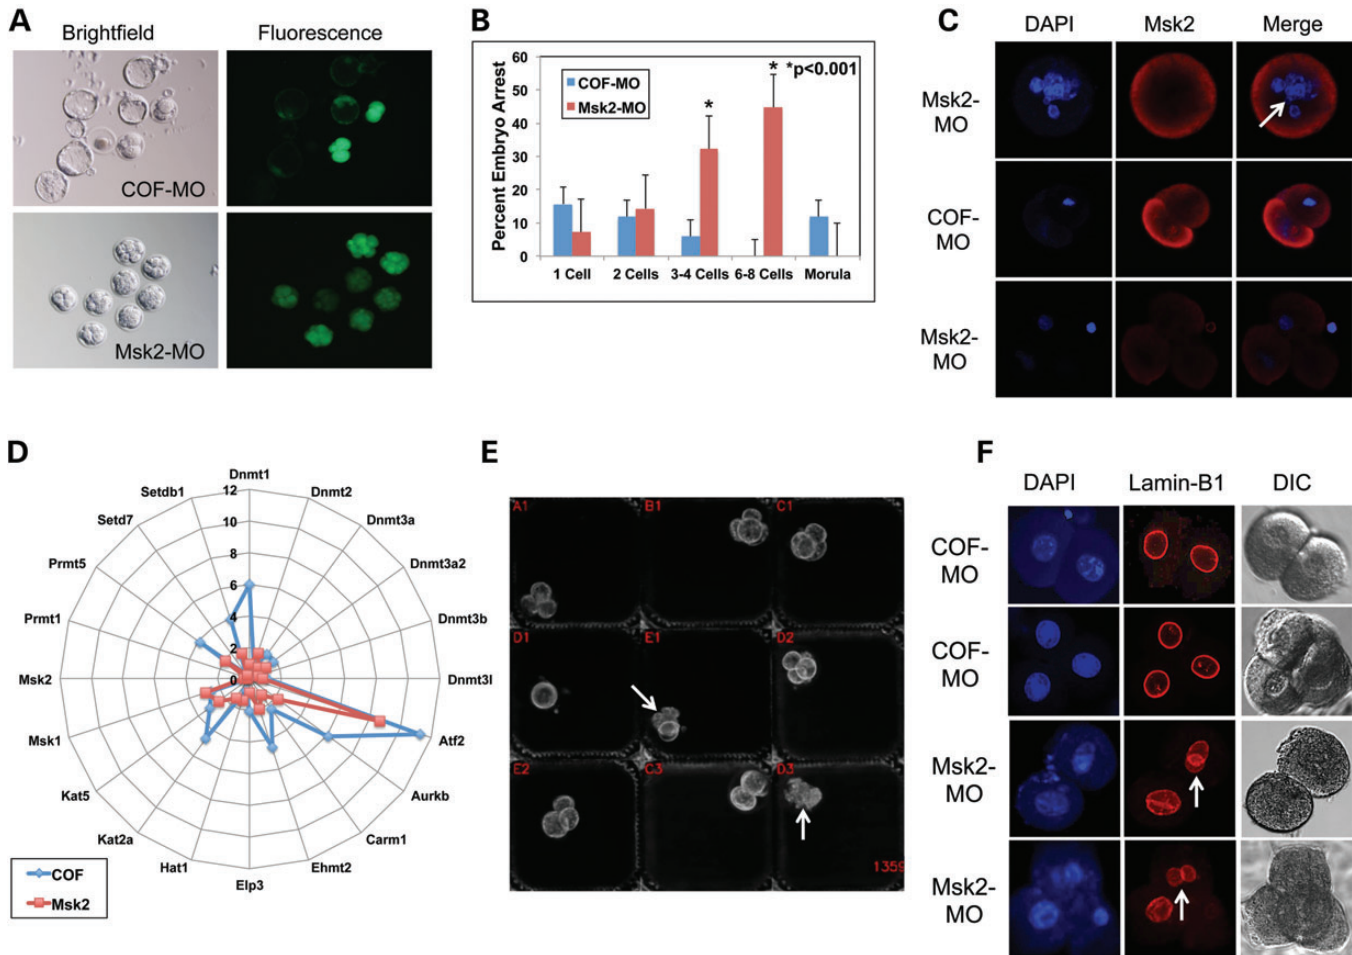 A
Brightfield
Fluorescence
COF-MO
Msk2-MO
B
Percent Embryo Arrest
60
50
40
30
20
10
0
COF-MO
Msk2-MO
*
*
*p<0.001
1 Cell
2 Cells
3-4 Cells
6-8 Cells
Morula
C
DAPI
Msk2
Merge
Msk2-
MO
COF-
MO
Msk2-
MO
D
Dnmt1
Dnmt2
Dnmt3a
Dnmt3a2
Dnmt3b
Dnmt3l
Atf2
Aurkb
Carm1
Ehmt2
Elp3
Hat1
Kat2a
Kat5
Msk1
Msk2
Prmt1
Prmt5
Setd7
Setdb1
12
10
8
6
4
2
0
COF
Msk2
E
A1
B1
C1
D1
E1
D2
E2
C3
D3
1359
F
DAPI
Lamin-B1
DIC
COF-
MO
COF-
MO
Msk2-
MO
Msk2-
MO